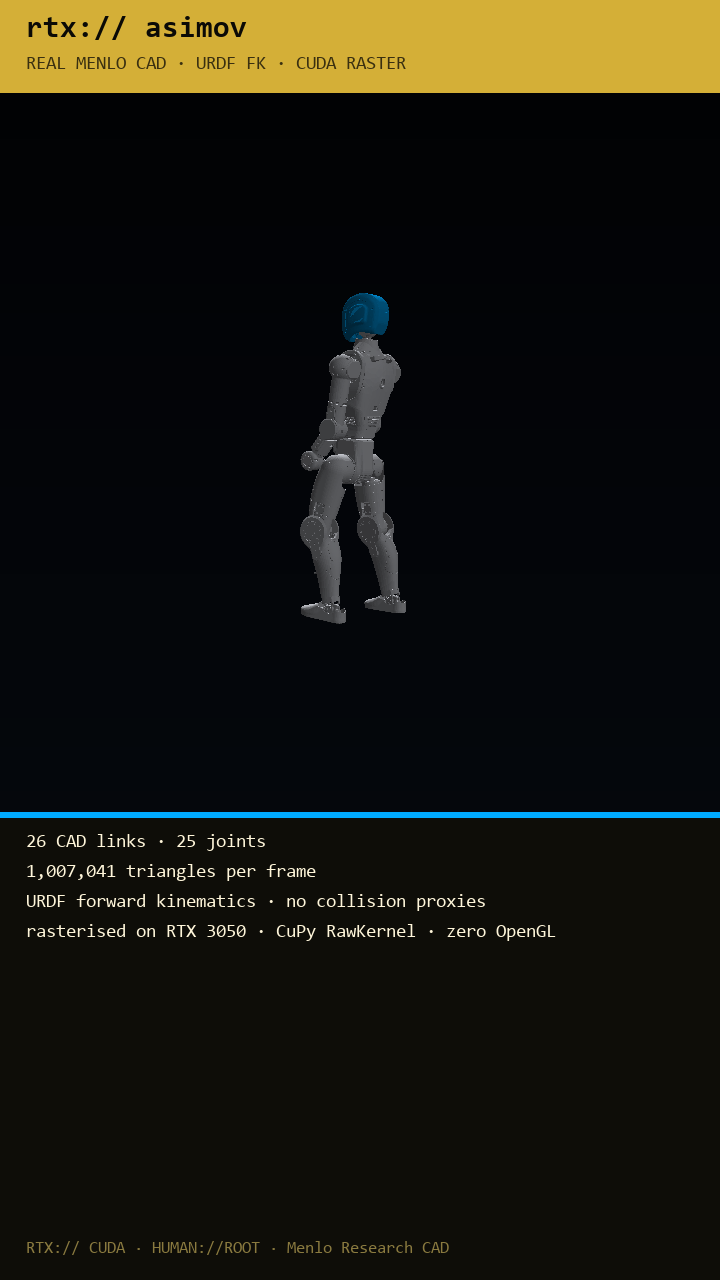 rtx:// asimov
REAL MENLO CAD · URDF FK · CUDA RASTER
26 CAD links · 25 joints
1,007,041 triangles per frame
URDF forward kinematics · no collision proxies
rasterised on RTX 3050 · CuPy RawKernel · zero OpenGL
RTX:// CUDA · HUMAN://ROOT · Menlo Research CAD